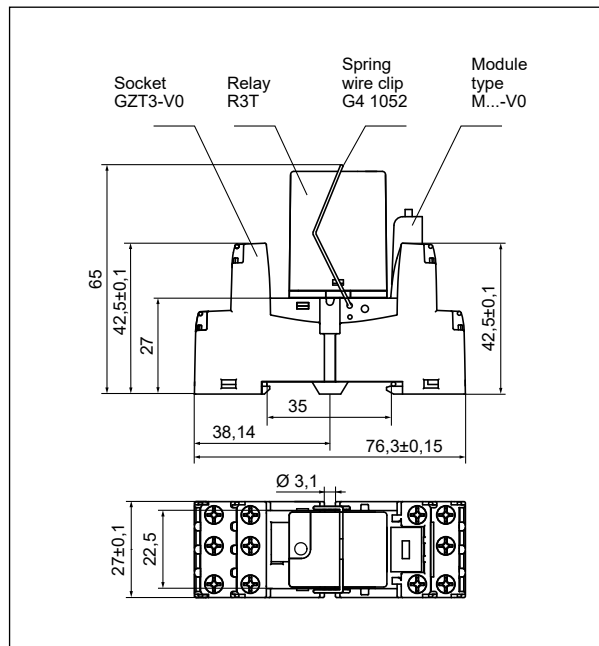 Socket
GZT3-V0
Relay
R3T
Spring
wire clip
G4 1052
Module
type
M...-V0
65
42,5±0,1
27
42,5±0,1
35
38,14
76,3±0,15
Ø 3,1
27±0,1
22,5